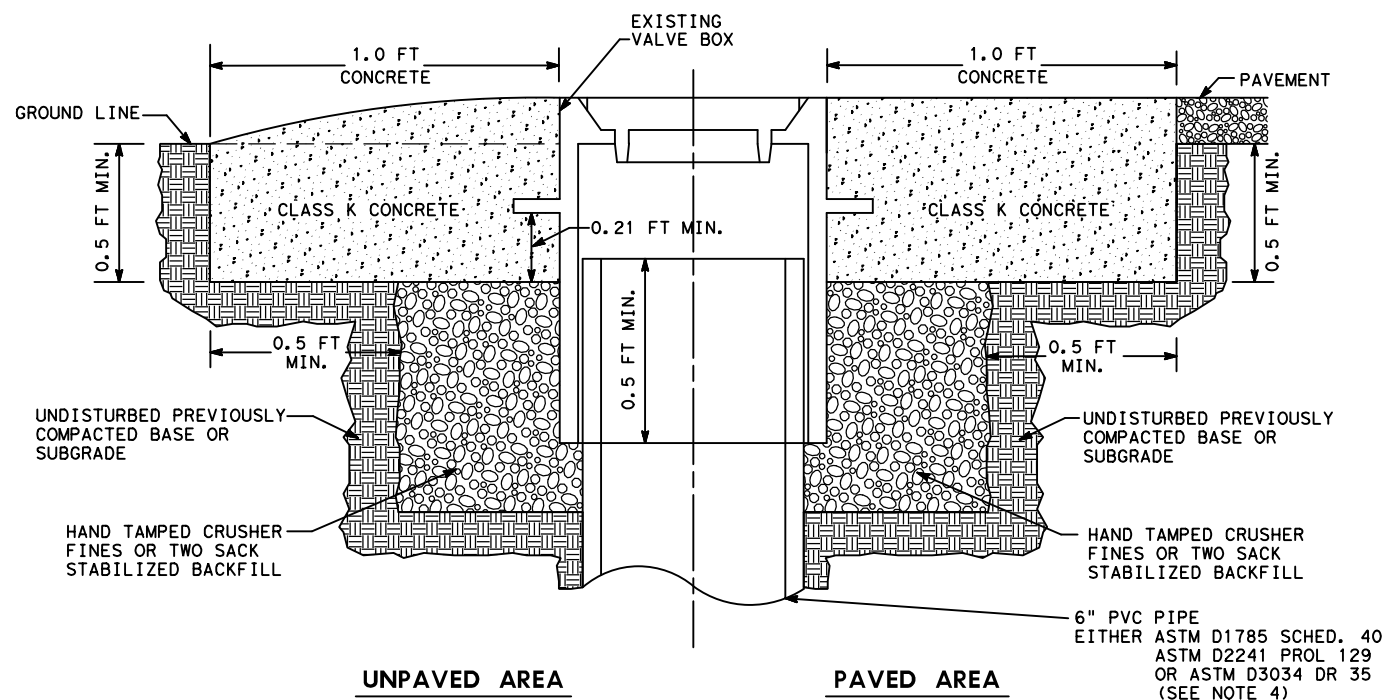 EXISTING
VALVE BOX
1.0 FT
CONCRETE
1.0 FT
CONCRETE
PAVEMENT
GROUND LINE
0.5 FT MIN.
CLASS K CONCRETE
0.21 FT MIN.
CLASS K CONCRETE
0.5 FT MIN.
0.5 FT MIN.
0.5 FT
MIN.
0.5 FT
MIN.
UNDISTURBED PREVIOUSLY
COMPACTED BASE OR
SUBGRADE
UNDISTURBED PREVIOUSLY
COMPACTED BASE OR
SUBGRADE
HAND TAMPED CRUSHER
FINES OR TWO SACK
STABILIZED BACKFILL
HAND TAMPED CRUSHER
FINES OR TWO SACK
STABILIZED BACKFILL
6" PVC PIPE
EITHER ASTM D1785 SCHED. 40
ASTM D2241 PROL 129
OR ASTM D3034 DR 35
(SEE NOTE 4)
UNPAVED AREA
PAVED AREA